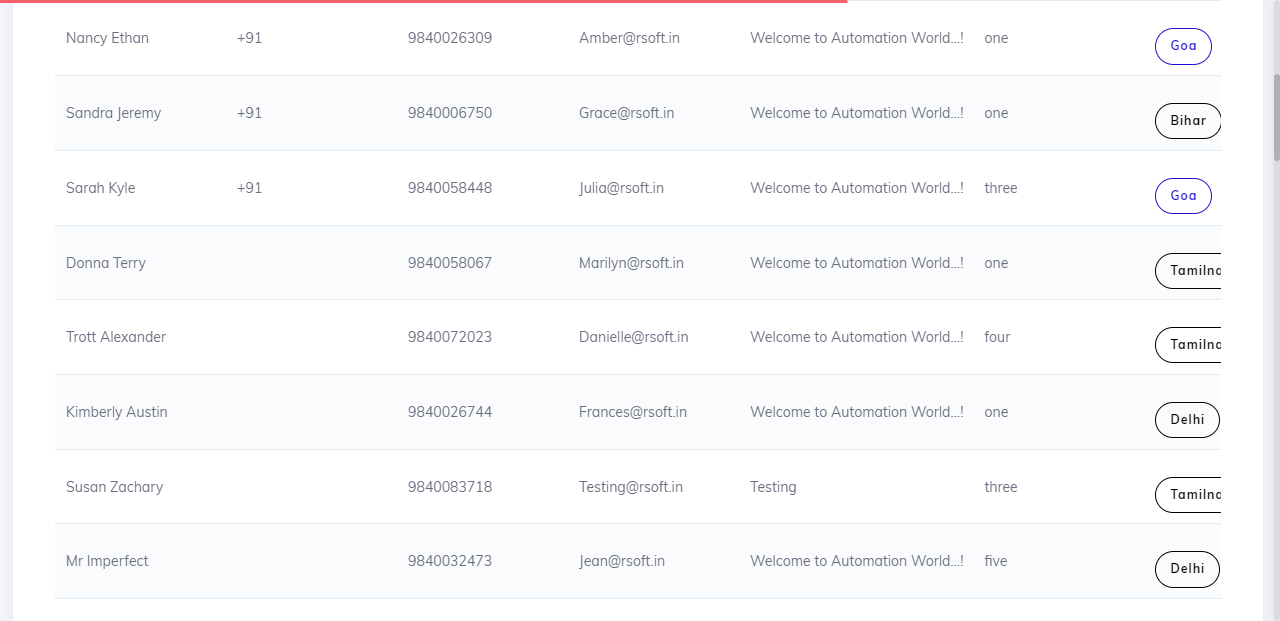 Nancy Ethan +91 9840026309 Amber@rsoft.in Welcome to Automation World...! one Goa
Sandra Jeremy +91 9840006750 Grace@rsoft.in Welcome to Automation World...! one Bihar
Sarah Kyle +91 9840058448 Julia@rsoft.in Welcome to Automation World...! three Goa
Donna Terry 9840058067 Marilyn@rsoft.in Welcome to Automation World...! one Tamilna
Trott Alexander 9840072023 Danielle@rsoft.in Welcome to Automation World...! four Tamilna
Kimberly Austin 9840026744 Frances@rsoft.in Welcome to Automation World...! one Delhi
Susan Zachary 9840083718 Testing@rsoft.in Testing three Tamilna
Mr Imperfect 9840032473 Jean@rsoft.in Welcome to Automation World...! five Delhi